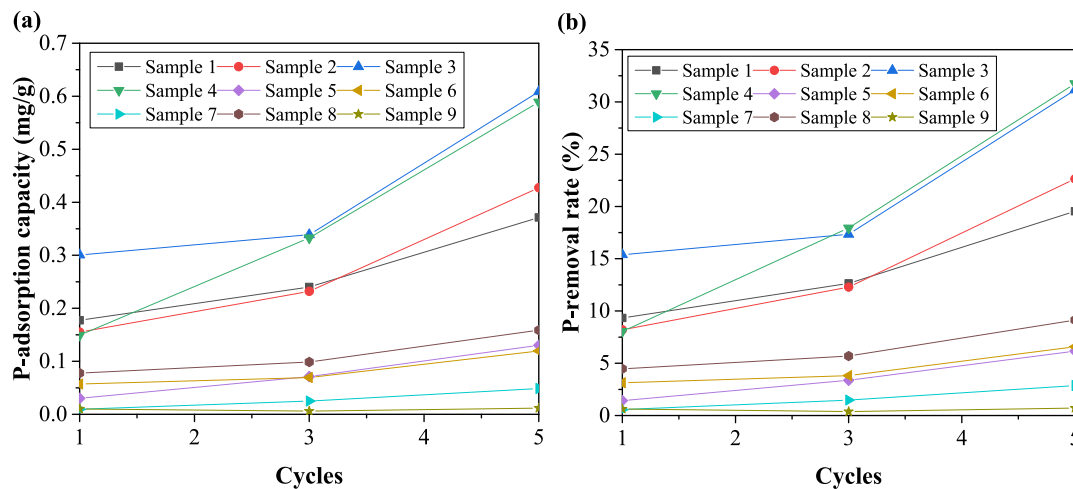 (a)
P-adsorption capacity (mg/g)
0.7
0.6
0.5
0.4
0.3
0.2
0.1
0.0
Sample 1 Sample 2 Sample 3
Sample 4 Sample 5 Sample 6
Sample 7 Sample 8 Sample 9
1 2 3 4 5
Cycles
(b)
P-removal rate (%)
35
30
25
20
15
10
5
0
Sample 1 Sample 2 Sample 3
Sample 4 Sample 5 Sample 6
Sample 7 Sample 8 Sample 9
1 2 3 4 5
Cycles